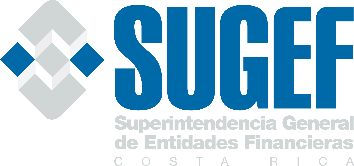 SUGEF
Superintendencia General
de Entidades Financieras
COSTA RICA